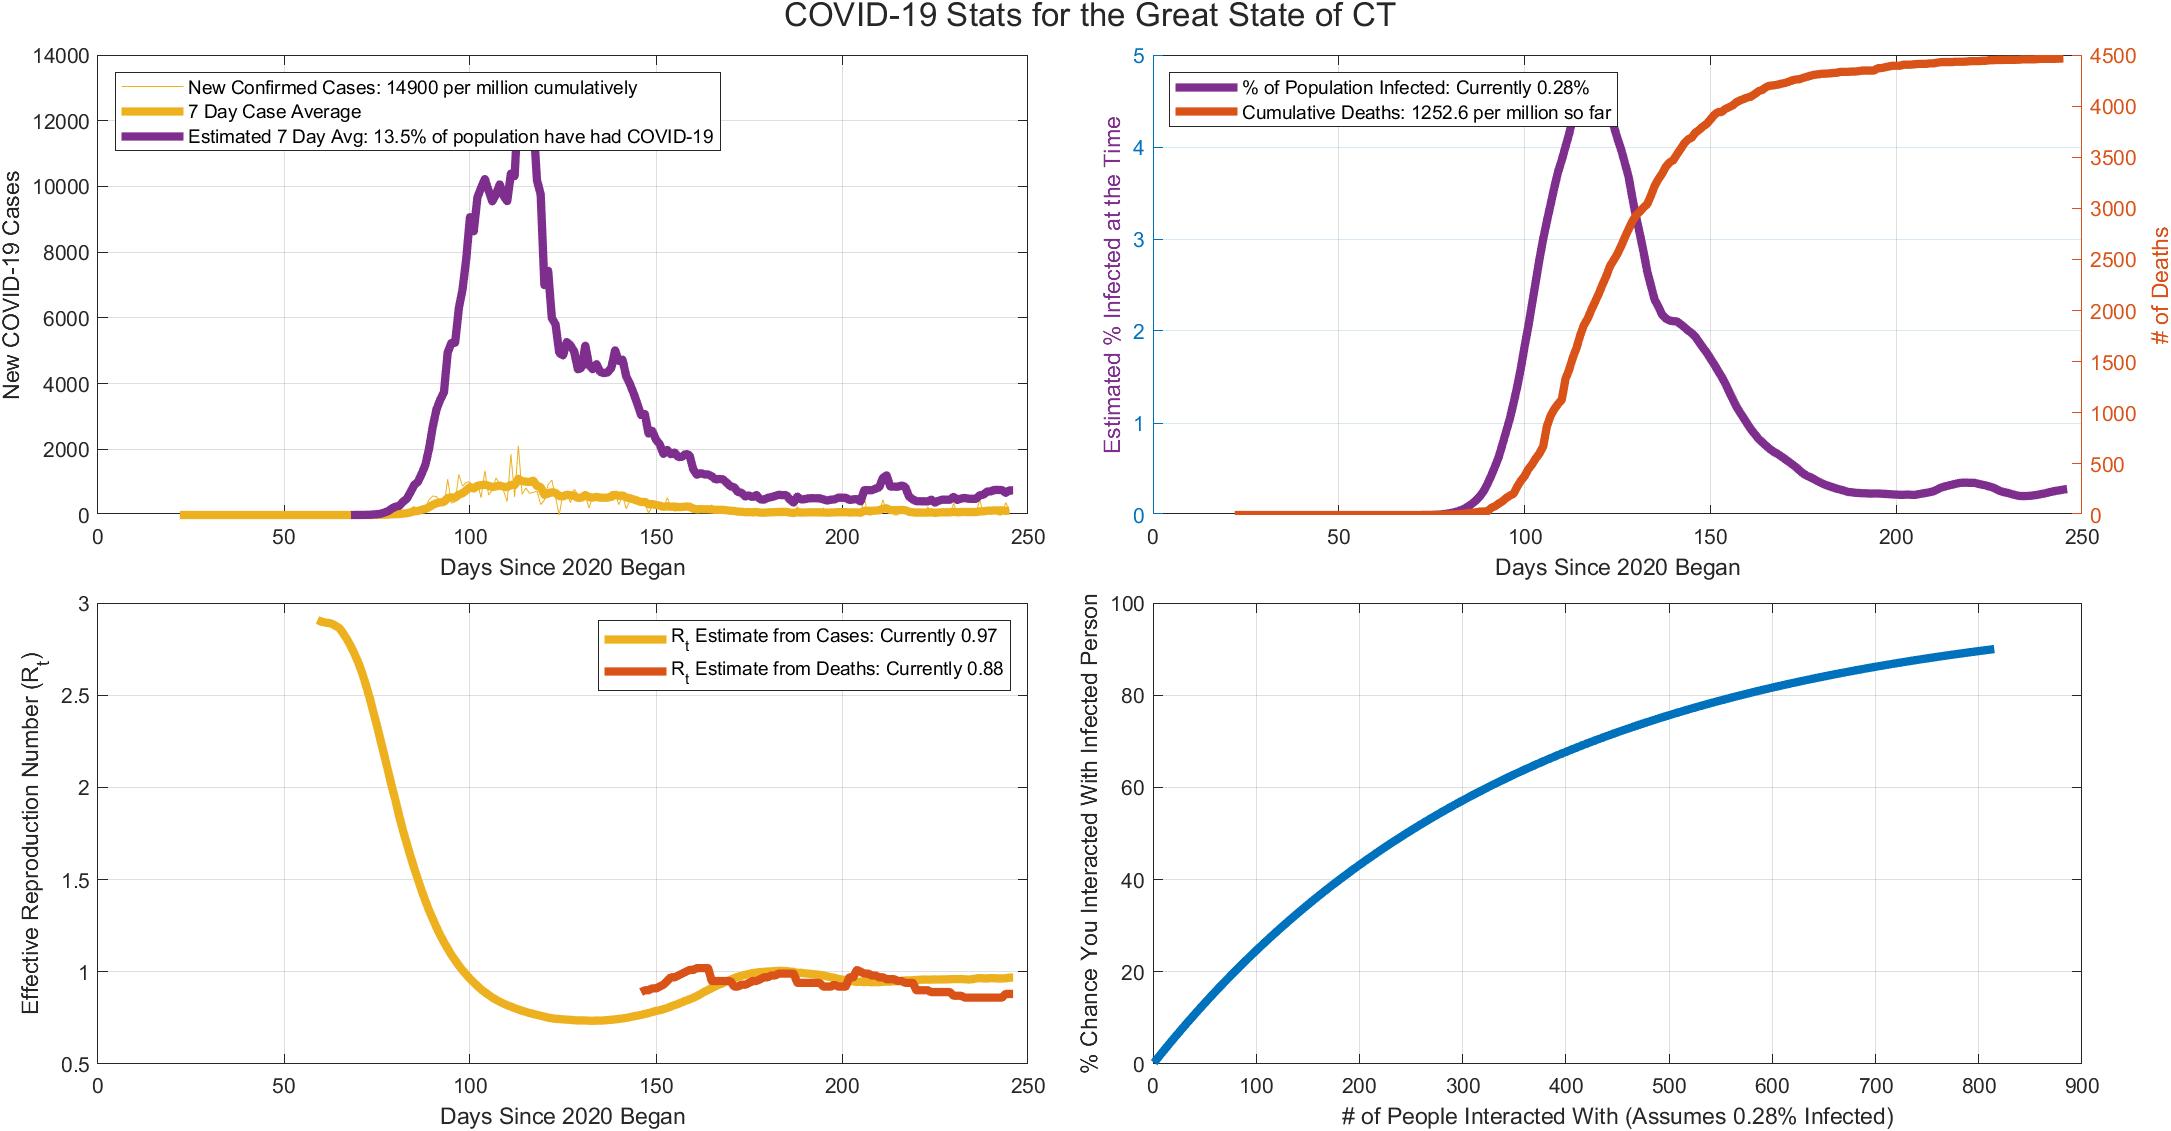 COVID-19 Stats for the Great State of CT
New COVID-19 Cases
14000
12000
10000
8000
6000
4000
2000
0
New Confirmed Cases: 14900 per million cumulatively
7 Day Case Average
Estimated 7 Day Avg: 13.5% of population have had COVID-19
0 50 100 150 200 250
Days Since 2020 Began
Estimated % Infected at the Time
5
4
3
2
1
0
% of Population Infected: Currently 0.28%
Cumulative Deaths: 1252.6 per million so far
4500
4000
3500
3000
2500
2000
1500
1000
500
0
# of Deaths
0 50 100 150 200 250
Days Since 2020 Began
Effective Reproduction Number (Rt)
3
2.5
2
1.5
1
0.5
Rt Estimate from Cases: Currently 0.97
Rt Estimate from Deaths: Currently 0.88
0 50 100 150 200 250
Days Since 2020 Began
% Chance You Interacted With Infected Person
100
80
60
40
20
0
0 100 200 300 400 500 600 700 800 900
# of People Interacted With (Assumes 0.28% Infected)